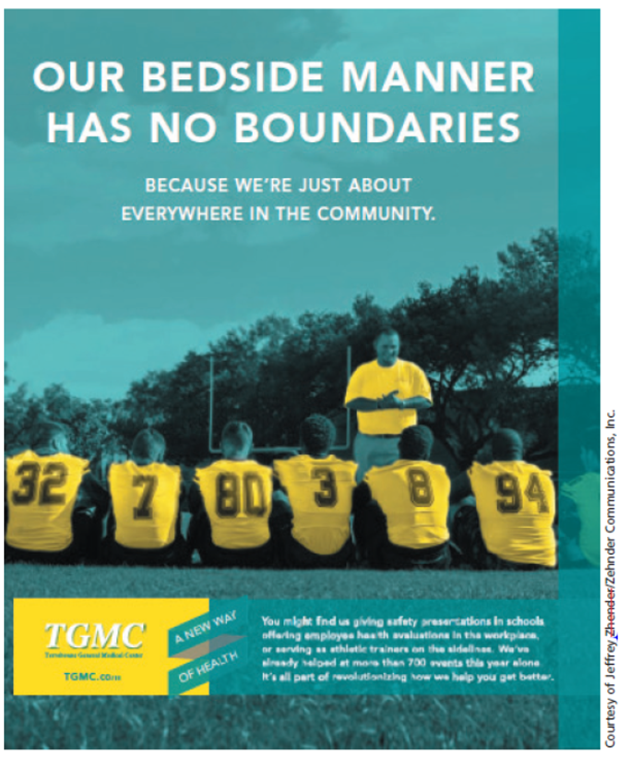 OUR BEDSIDE MANNER
HAS NO BOUNDARIES
BECAUSE WE'RE JUST ABOUT
EVERYWHERE IN THE COMMUNITY.
32
7
80
3
8
94
TGMC
Terrebonne General Medical Center
TGMC.com
A NEW WAY
OF HEALTH
You might find us giving safety presentations in schools
offering employee health evaluations in the workplace,
or serving as athletic trainers on the sidelines. We've
already helped at more than 700 events this year alone.
It's all part of revolutionizing how we help you get better.
Courtesy of Jeffrey Zhender/Zehnder Communications, Inc.